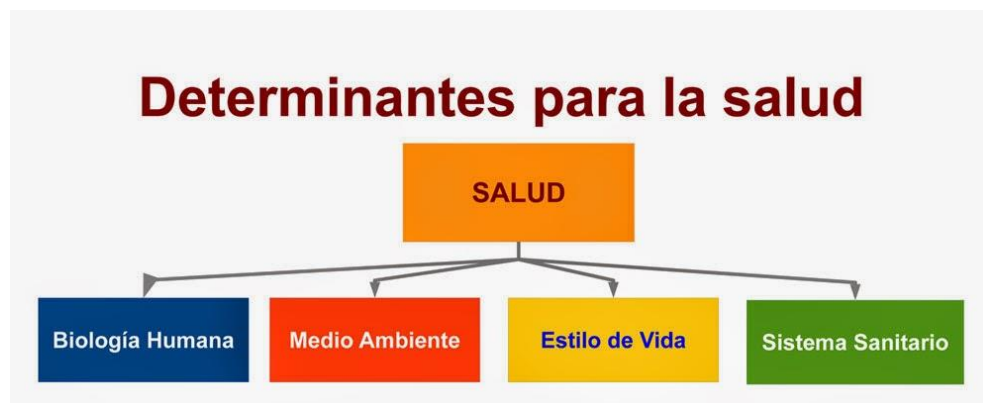 Determinantes para la salud
SALUD
Biología Humana
Medio Ambiente
Estilo de Vida
Sistema Sanitario